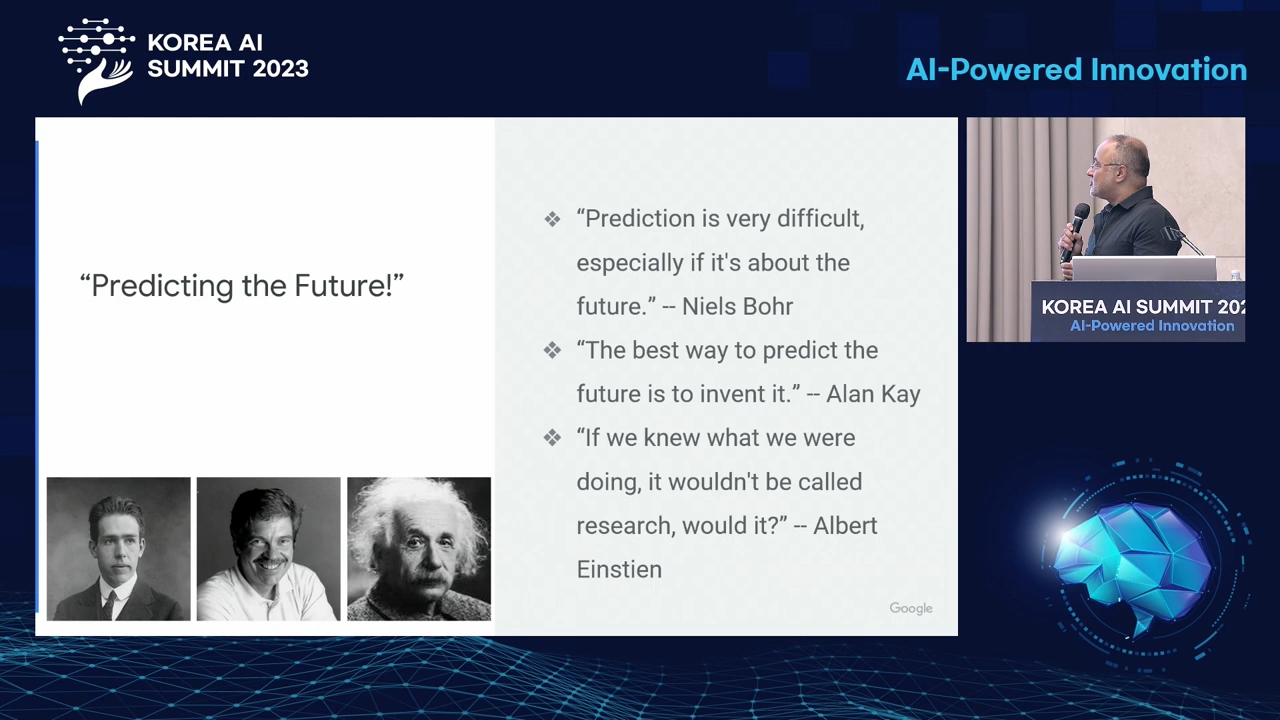 KOREA AI
SUMMIT 2023
AI-Powered Innovation
“Predicting the Future!”
❖ “Prediction is very difficult,
especially if it's about the
future.” -- Niels Bohr
❖ “The best way to predict the
future is to invent it.” -- Alan Kay
❖ “If we knew what we were
doing, it wouldn't be called
research, would it?” -- Albert
Einstien
Google
KOREA AI SUMMIT 202
AI-Powered Innovation